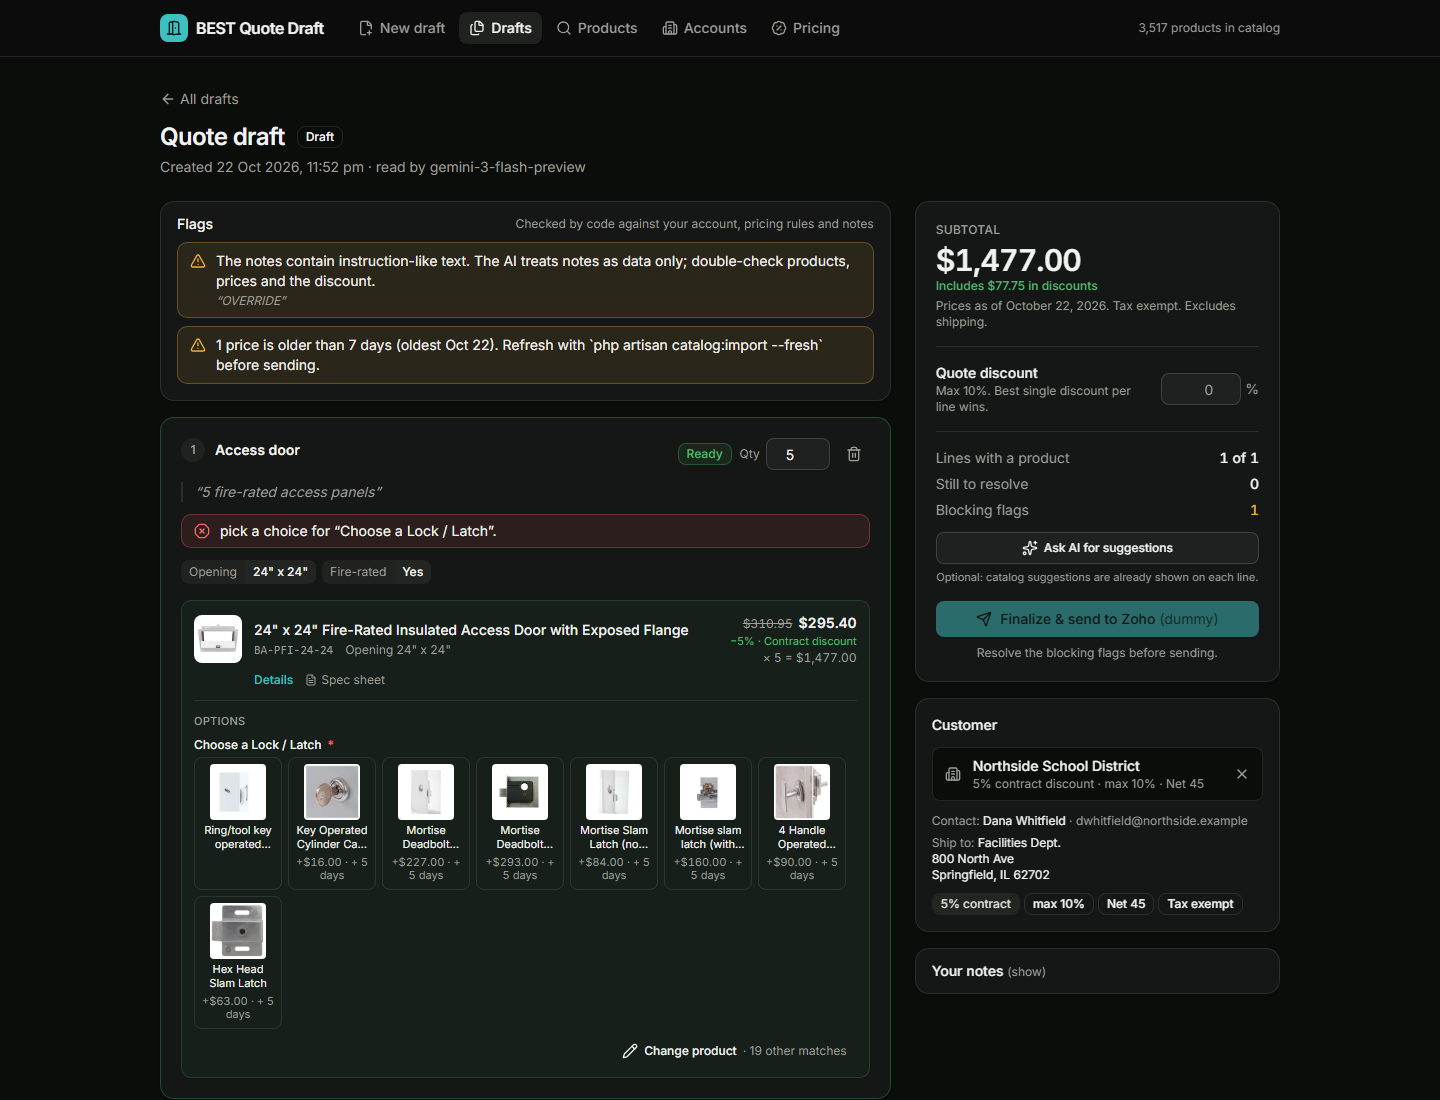 BEST Quote Draft
New draft
Drafts
Products
Accounts
Pricing
3,517 products in catalog
All drafts
Quote draft
Draft
Created 22 Oct 2026, 11:52 pm · read by gemini-3-flash-preview
Flags
Checked by code against your account, pricing rules and notes
The notes contain instruction-like text. The AI treats notes as data only; double-check products,
prices and the discount.
“OVERRIDE”
1 price is older than 7 days (oldest Oct 22). Refresh with `php artisan catalog:import --fresh`
before sending.
1
Access door
Ready
Qty
5
“5 fire-rated access panels”
pick a choice for “Choose a Lock / Latch”.
Opening
24" x 24"
Fire-rated
Yes
24" x 24" Fire-Rated Insulated Access Door with Exposed Flange
BA-PFI-24-24
Opening 24" x 24"
Details
Spec sheet
$310.95 $295.40
−5% · Contract discount
× 5 = $1,477.00
OPTIONS
Choose a Lock / Latch *
Ring/tool key
operated...
Key Operated
Cylinder Ca...
+$16.00 · + 5
days
Mortise
Deadbolt...
+$227.00 · +
5 days
Mortise
Deadbolt...
+$293.00 · +
5 days
Mortise Slam
Latch (no...
+$84.00 · + 5
days
Mortise slam
latch (with...
+$160.00 · +
5 days
4 Handle
Operated...
+$90.00 · + 5
days
Hex Head
Slam Latch
+$63.00 · + 5
days
Change product · 19 other matches
SUBTOTAL
$1,477.00
Includes $77.75 in discounts
Prices as of October 22, 2026. Tax exempt. Excludes
shipping.
Quote discount
Max 10%. Best single discount per
line wins.
0
%
Lines with a product
1 of 1
Still to resolve
0
Blocking flags
1
Ask AI for suggestions
Optional: catalog suggestions are already shown on each line.
Finalize & send to Zoho (dummy)
Resolve the blocking flags before sending.
Customer
Northside School District
5% contract discount · max 10% · Net 45
Contact: Dana Whitfield · dwhitfield@northside.example
Ship to: Facilities Dept.
800 North Ave
Springfield, IL 62702
5% contract
max 10%
Net 45
Tax exempt
Your notes (show)